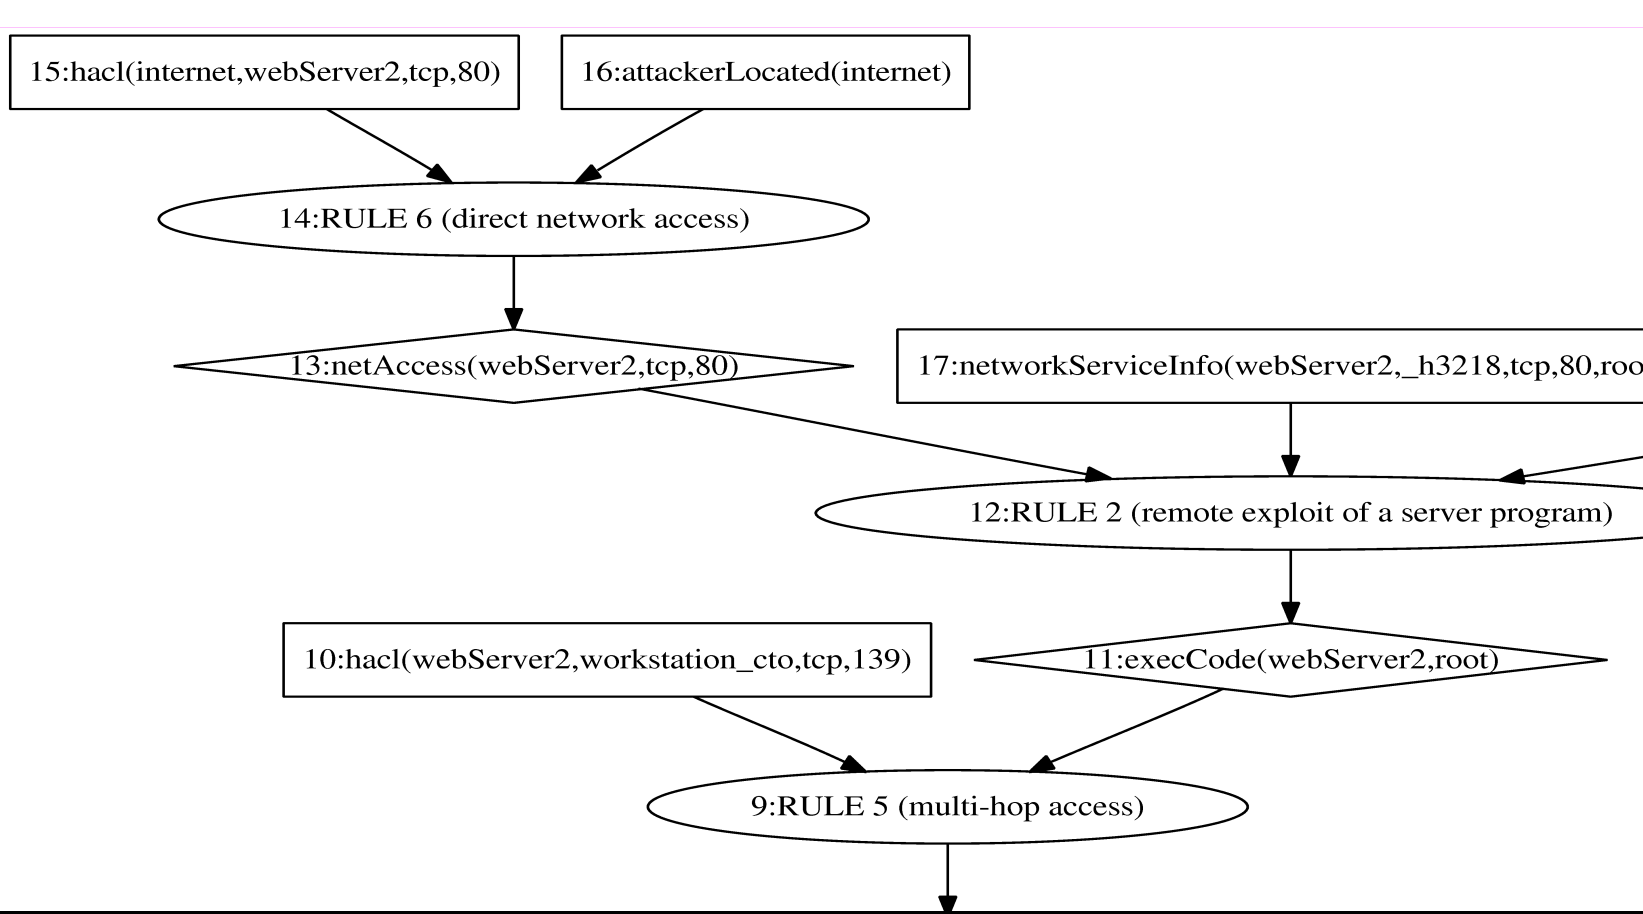 15:hacl(internet,webServer2,tcp,80)
16:attackerLocated(internet)
14:RULE 6 (direct network access)
13:netAccess(webServer2,tcp,80)
17:networkServiceInfo(webServer2,_h3218,tcp,80,roo
12:RULE 2 (remote exploit of a server program)
10:hacl(webServer2,workstation_cto,tcp,139)
11:execCode(webServer2,root)
9:RULE 5 (multi-hop access)